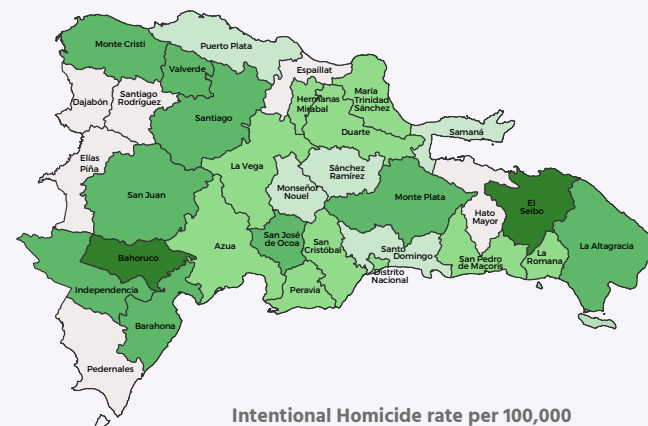 Monte Cristi
Puerto Plata
Valverde
Espaillat
Dajabón
Santiago
Rodríguez
Hermanas
Mirabal
María
Trinidad
Sánchez
Santiago
Duarte
Samaná
Elías
Piña
La Vega
Sánchez
Ramírez
San Juan
Monseñor
Nouel
Monte Plata
El
Seibo
Hato
Mayor
Azua
San José
de Ocoa
San
Cristóbal
Santo
Domingo
La Altagracia
Bahoruco
San Pedro
de Macorís
La
Romana
Distrito
Nacional
Independencia
Peravia
Barahona
Pedernales
Intentional Homicide rate per 100,000